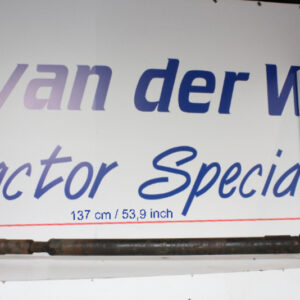 van der W
actor Specia
137 cm / 53,9 inch